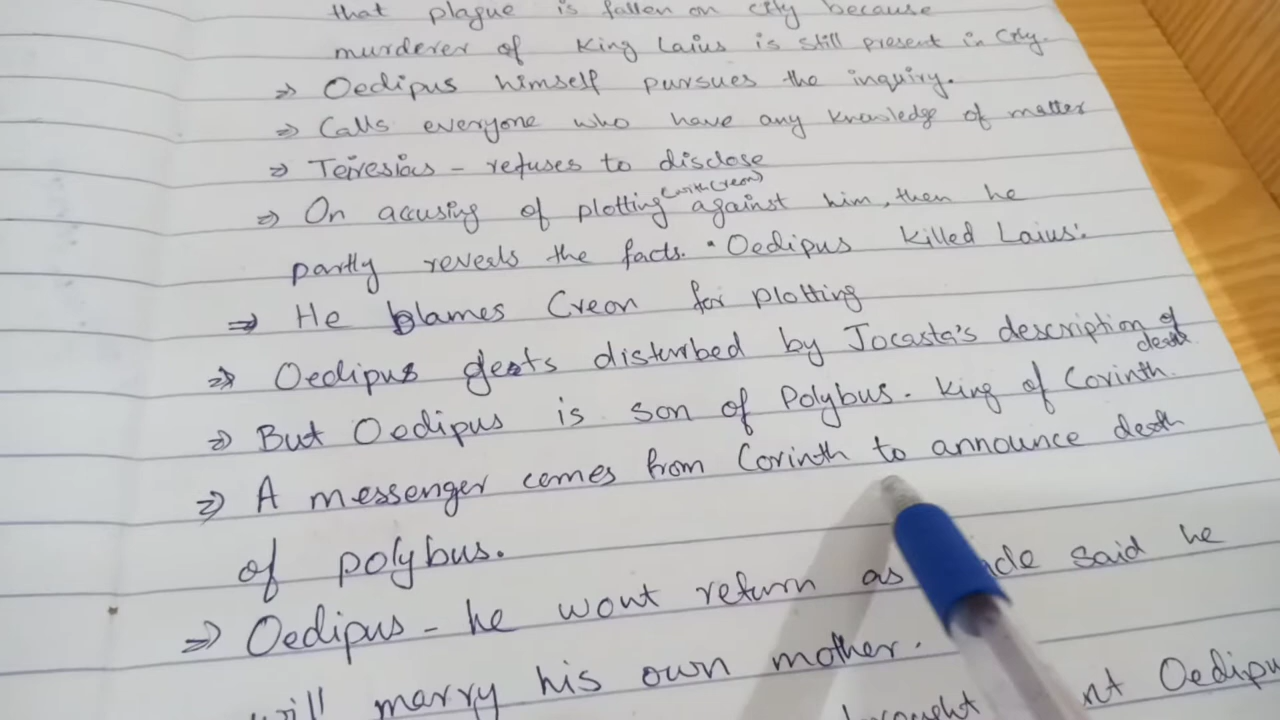 that plague is fallen on city because
murderer of King Laius is still present in City.
⇒ Oedipus himself pursues the inquiry.
⇒ Calls everyone who have any knowledge of matter
⇒ Teiresias - refuses to disclose
⇒ On accusing of plotting (with Creon) against him, then he
partly reveals the facts. "Oedipus killed Laius".
⇒ He blames Creon for plotting
⇒ Oedipus gets disturbed by Jocasta's description of death
⇒ But Oedipus is son of Polybus. King of Corinth
⇒ A messenger comes from Corinth to announce death
of polybus.
⇒ Oedipus - he wont return as said he
will marry his own mother.
Oedipu